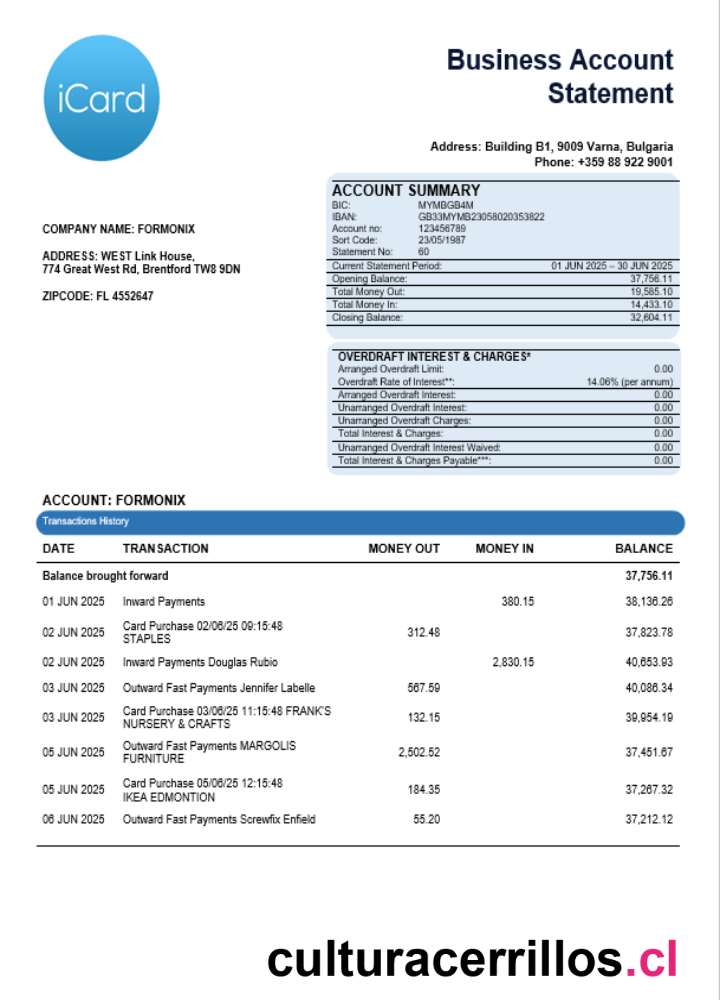 iCard
Business Account
Statement
Address: Building B1, 9009 Varna, Bulgaria
Phone: +359 88 922 9001
COMPANY NAME: FORMONIX
ADDRESS: WEST Link House,
774 Great West Rd, Brentford TW8 9DN
ZIPCODE: FL 4552647
ACCOUNT SUMMARY
BIC: MYMBGB4M
IBAN: GB33MYMB23058020353822
Account no: 123456789
Sort Code: 23/05/1987
Statement No: 60
Current Statement Period: 01 JUN 2025 – 30 JUN 2025
Opening Balance: 37,756.11
Total Money Out: 19,585.10
Total Money In: 14,433.10
Closing Balance: 32,604.11
OVERDRAFT INTEREST & CHARGES*
Arranged Overdraft Limit: 0.00
Overdraft Rate of Interest**: 14.06% (per annum)
Arranged Overdraft Interest: 0.00
Unarranged Overdraft Interest: 0.00
Unarranged Overdraft Charges: 0.00
Total Interest & Charges: 0.00
Unarranged Overdraft Interest Waived: 0.00
Total Interest & Charges Payable***: 0.00
ACCOUNT: FORMONIX
Transactions History
DATE TRANSACTION MONEY OUT MONEY IN BALANCE
Balance brought forward 37,756.11
01 JUN 2025 Inward Payments 380.15 38,136.26
02 JUN 2025 Card Purchase 02/06/25 09:15:48
STAPLES 312.48 37,823.78
02 JUN 2025 Inward Payments Douglas Rubio 2,830.15 40,653.93
03 JUN 2025 Outward Fast Payments Jennifer Labelle 567.59 40,086.34
03 JUN 2025 Card Purchase 03/06/25 11:15:48 FRANK'S
NURSERY & CRAFTS 132.15 39,954.19
05 JUN 2025 Outward Fast Payments MARGOLIS
FURNITURE 2,502.52 37,451.67
05 JUN 2025 Card Purchase 05/06/25 12:15:48
IKEA EDMONTION 184.35 37,267.32
06 JUN 2025 Outward Fast Payments Screwfix Enfield 55.20 37,212.12
culturacerrillos.cl